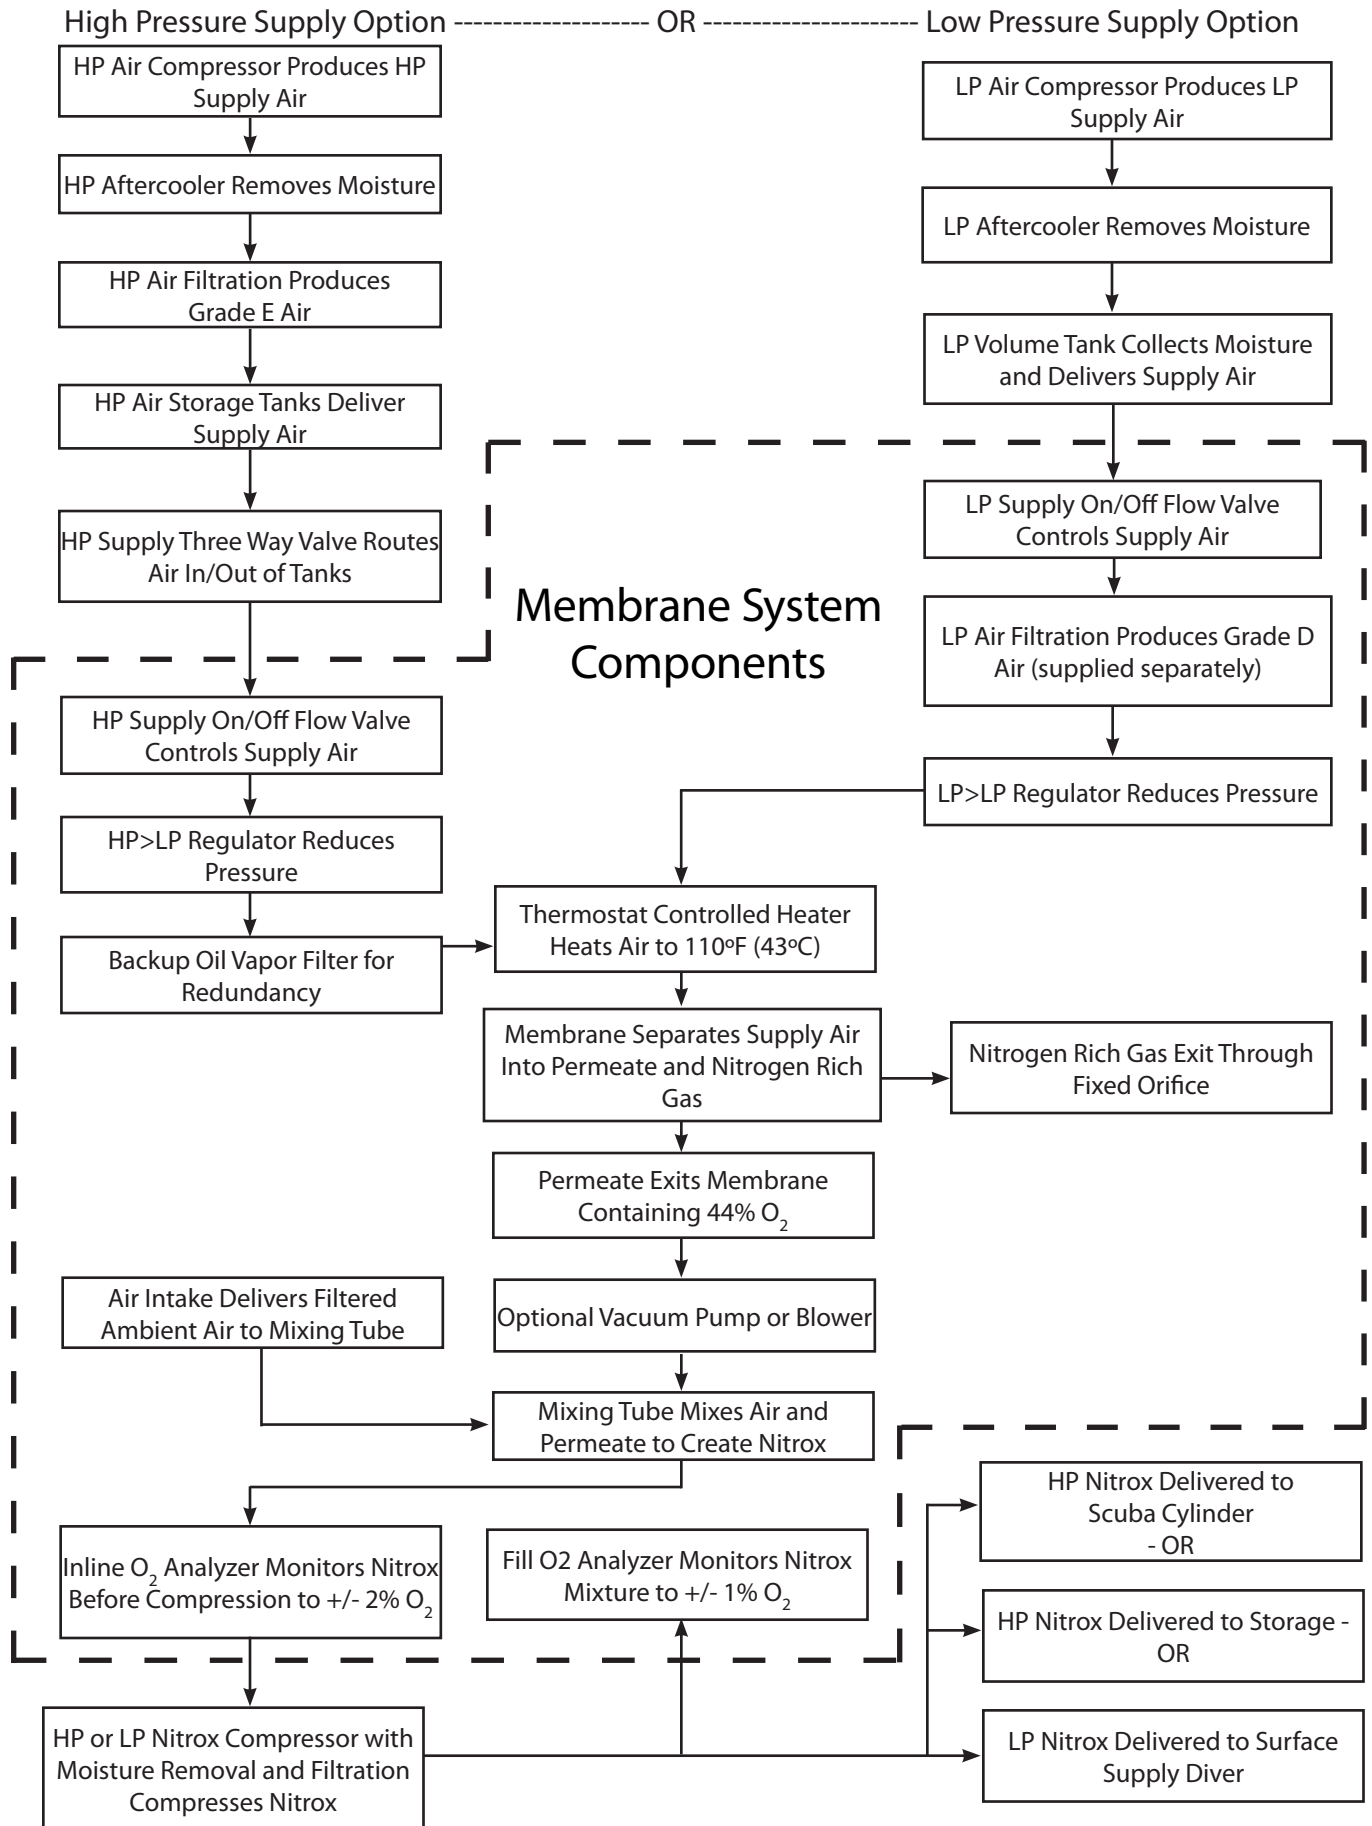 High Pressure Supply Option -------------------- OR ---------------------- Low Pressure Supply Option
HP Air Compressor Produces HP
Supply Air
HP Aftercooler Removes Moisture
HP Air Filtration Produces
Grade E Air
HP Air Storage Tanks Deliver
Supply Air
HP Supply Three Way Valve Routes
Air In/Out of Tanks
LP Air Compressor Produces LP
Supply Air
LP Aftercooler Removes Moisture
LP Volume Tank Collects Moisture
and Delivers Supply Air
Membrane System
Components
LP Supply On/Off Flow Valve
Controls Supply Air
LP Air Filtration Produces Grade D
Air (supplied separately)
LP>LP Regulator Reduces Pressure
HP Supply On/Off Flow Valve
Controls Supply Air
HP>LP Regulator Reduces
Pressure
Backup Oil Vapor Filter for
Redundancy
Thermostat Controlled Heater
Heats Air to 110ºF (43ºC)
Membrane Separates Supply Air
Into Permeate and Nitrogen Rich
Gas
Nitrogen Rich Gas Exit Through
Fixed Orifice
Permeate Exits Membrane
Containing 44% O₂
Optional Vacuum Pump or Blower
Air Intake Delivers Filtered
Ambient Air to Mixing Tube
Mixing Tube Mixes Air and
Permeate to Create Nitrox
Inline O₂ Analyzer Monitors Nitrox
Before Compression to +/- 2% O₂
Fill O2 Analyzer Monitors Nitrox
Mixture to +/- 1% O₂
HP or LP Nitrox Compressor with
Moisture Removal and Filtration
Compresses Nitrox
HP Nitrox Delivered to
Scuba Cylinder
- OR
HP Nitrox Delivered to Storage -
OR
LP Nitrox Delivered to Surface
Supply Diver